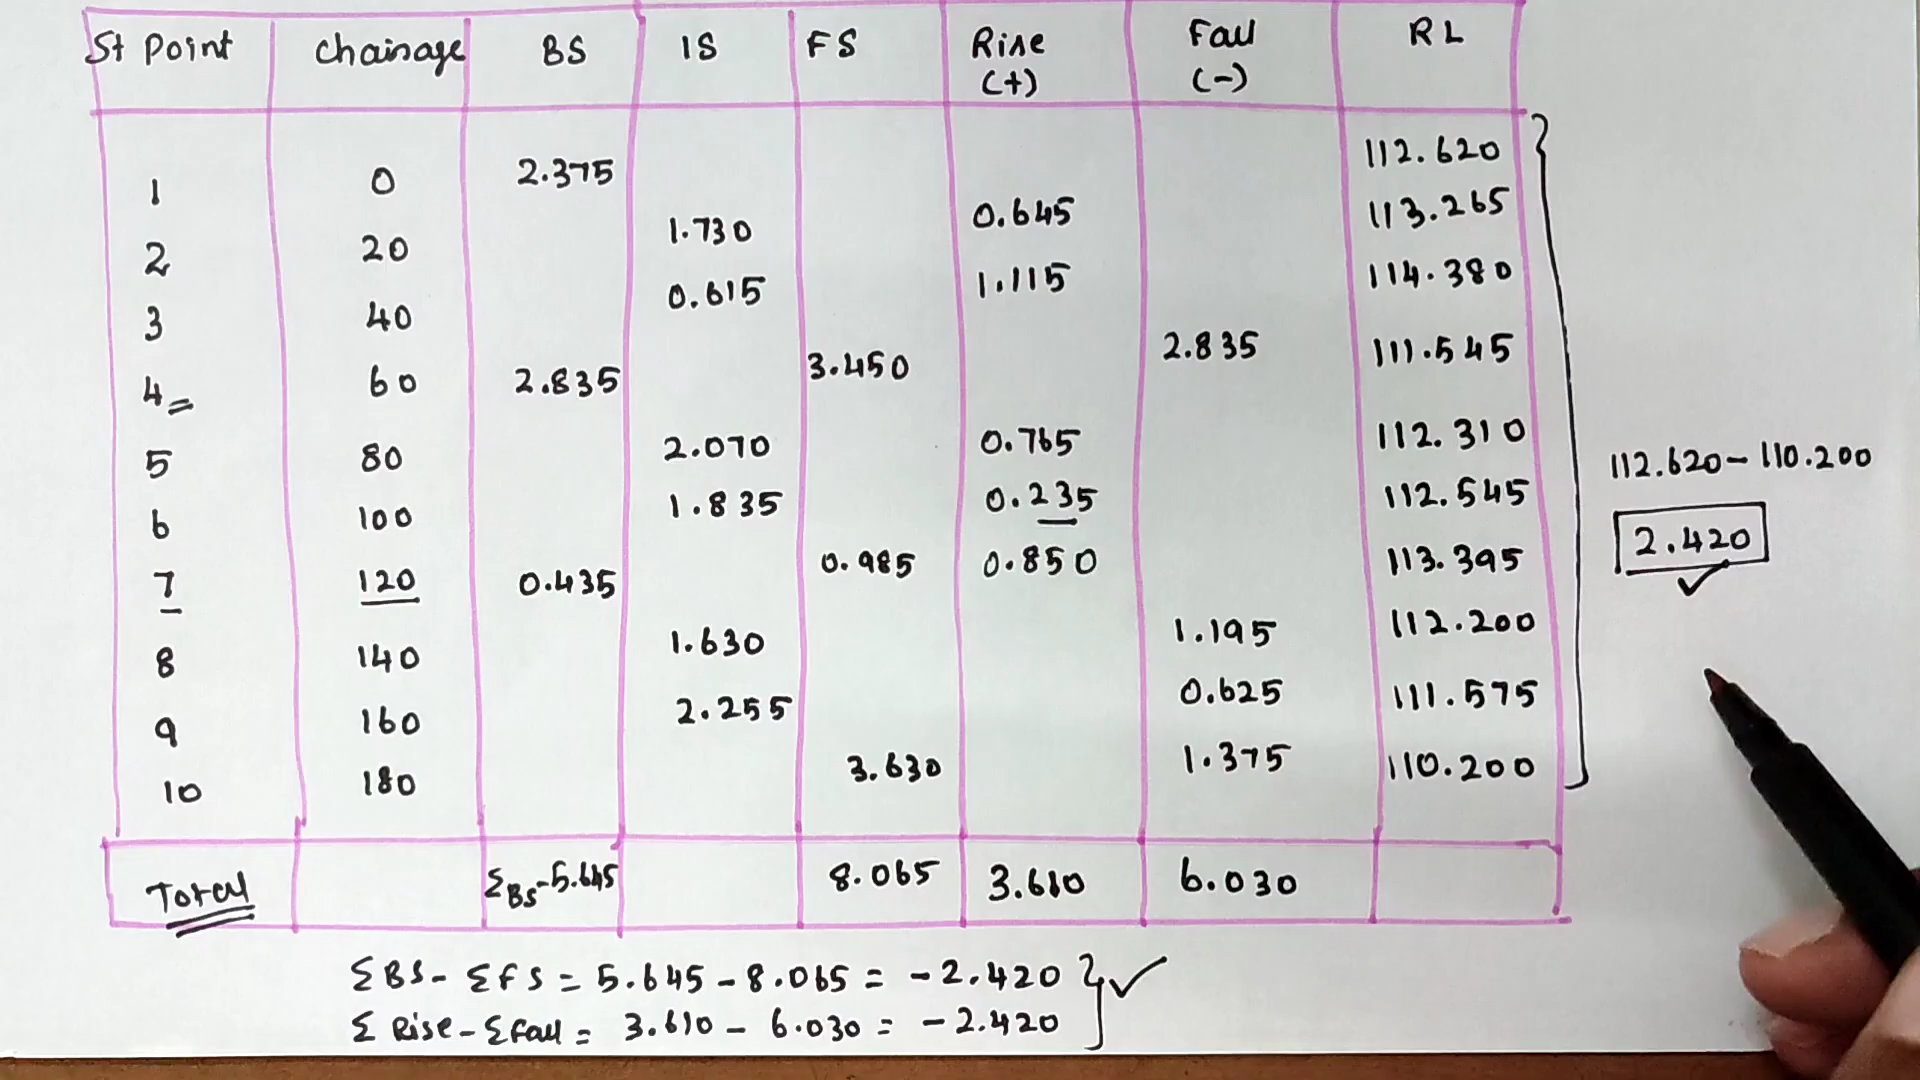 St Point Chainage BS IS FS Rise (+) Fall (-) RL
1 0 2.375 112.620
2 20 1.730 0.645 113.265
3 40 0.615 1.115 114.380
4 60 2.835 3.450 2.835 111.545
5 80 2.070 0.765 112.310
6 100 1.835 0.235 112.545
7 120 0.435 0.985 0.850 113.395
8 140 1.630 1.195 112.200
9 160 2.255 0.625 111.575
10 180 3.630 1.375 110.200
112.620 - 110.200
2.420 ✓
Total ΣBS - 5.645 8.065 3.610 6.030
ΣBS - ΣFS = 5.645 - 8.065 = -2.420 ✓
Σ Rise - Σ fall = 3.610 - 6.030 = -2.420